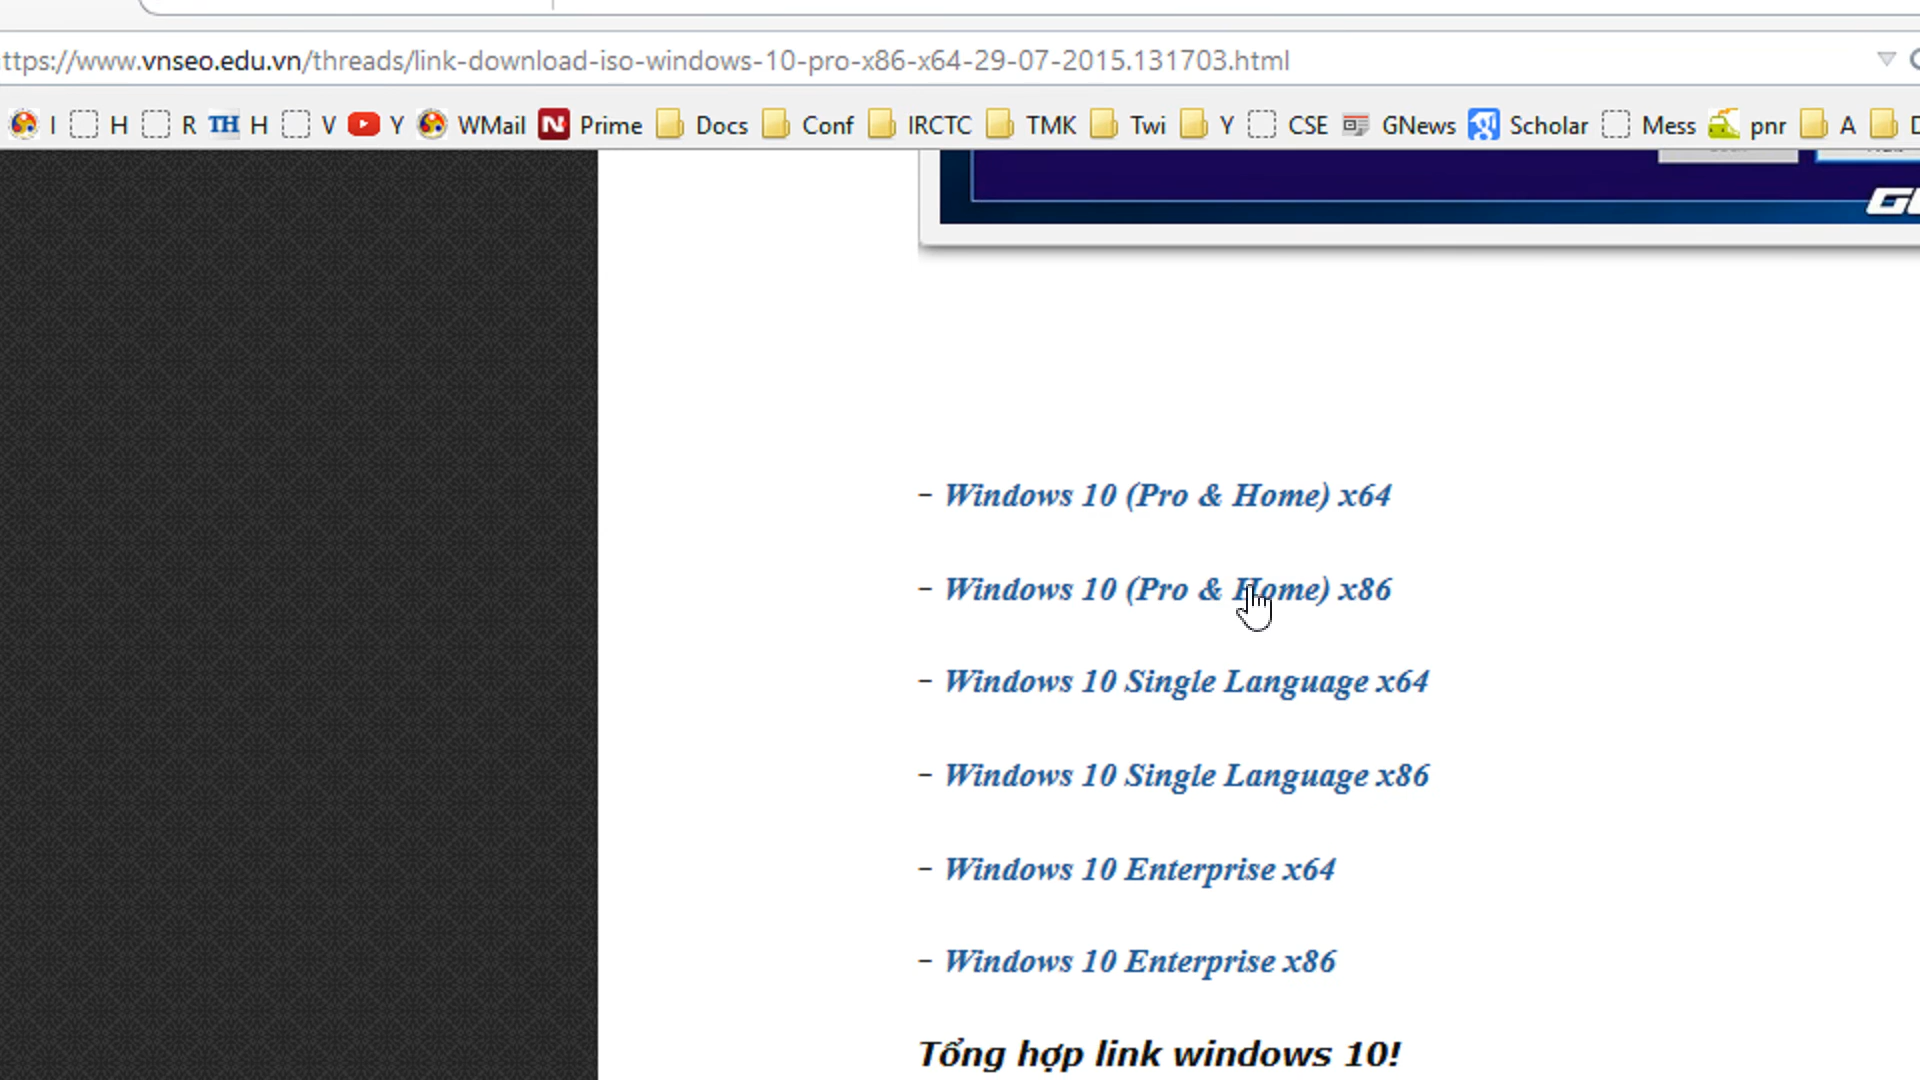 ttps://www.vnseo.edu.vn/threads/link-download-iso-windows-10-pro-x86-x64-29-07-2015.131703.html
I H R TH H V Y WMail N Prime Docs Conf IRCTC TMK Twi Y CSE GNews g Scholar Mess pnr A
- Windows 10 (Pro & Home) x64
- Windows 10 (Pro & Home) x86
- Windows 10 Single Language x64
- Windows 10 Single Language x86
- Windows 10 Enterprise x64
- Windows 10 Enterprise x86
Tổng hợp link windows 10!